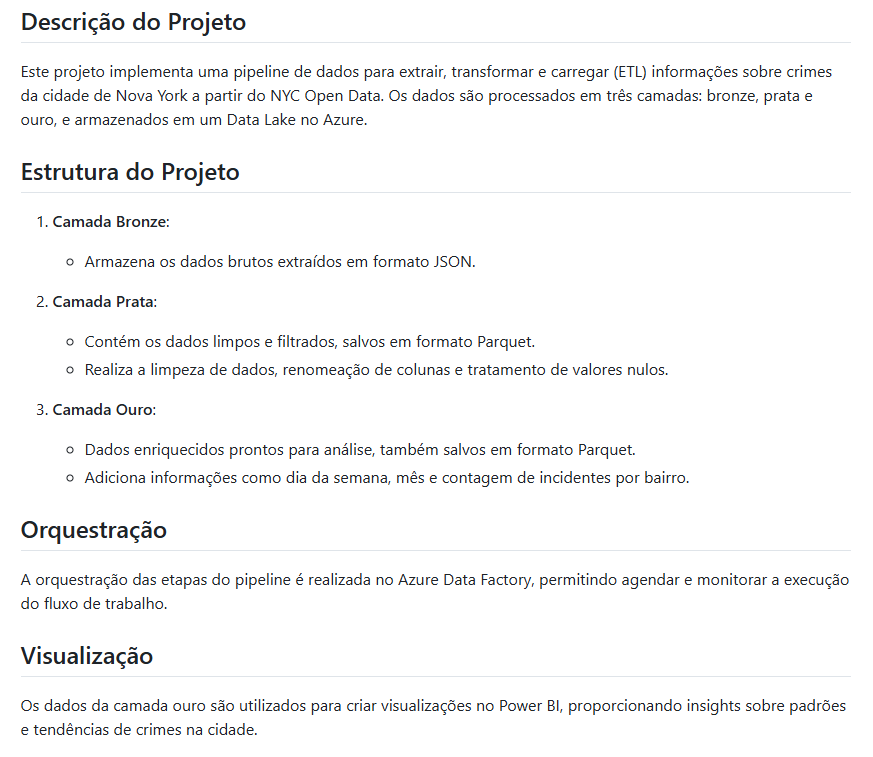 Descrição do Projeto
Este projeto implementa uma pipeline de dados para extrair, transformar e carregar (ETL) informações sobre crimes
da cidade de Nova York a partir do NYC Open Data. Os dados são processados em três camadas: bronze, prata e
ouro, e armazenados em um Data Lake no Azure.
Estrutura do Projeto
1. Camada Bronze:
Armazena os dados brutos extraídos em formato JSON.
2. Camada Prata:
Contém os dados limpos e filtrados, salvos em formato Parquet.
Realiza a limpeza de dados, renomeação de colunas e tratamento de valores nulos.
3. Camada Ouro:
Dados enriquecidos prontos para análise, também salvos em formato Parquet.
Adiciona informações como dia da semana, mês e contagem de incidentes por bairro.
Orquestração
A orquestração das etapas do pipeline é realizada no Azure Data Factory, permitindo agendar e monitorar a execução
do fluxo de trabalho.
Visualização
Os dados da camada ouro são utilizados para criar visualizações no Power BI, proporcionando insights sobre padrões
e tendências de crimes na cidade.